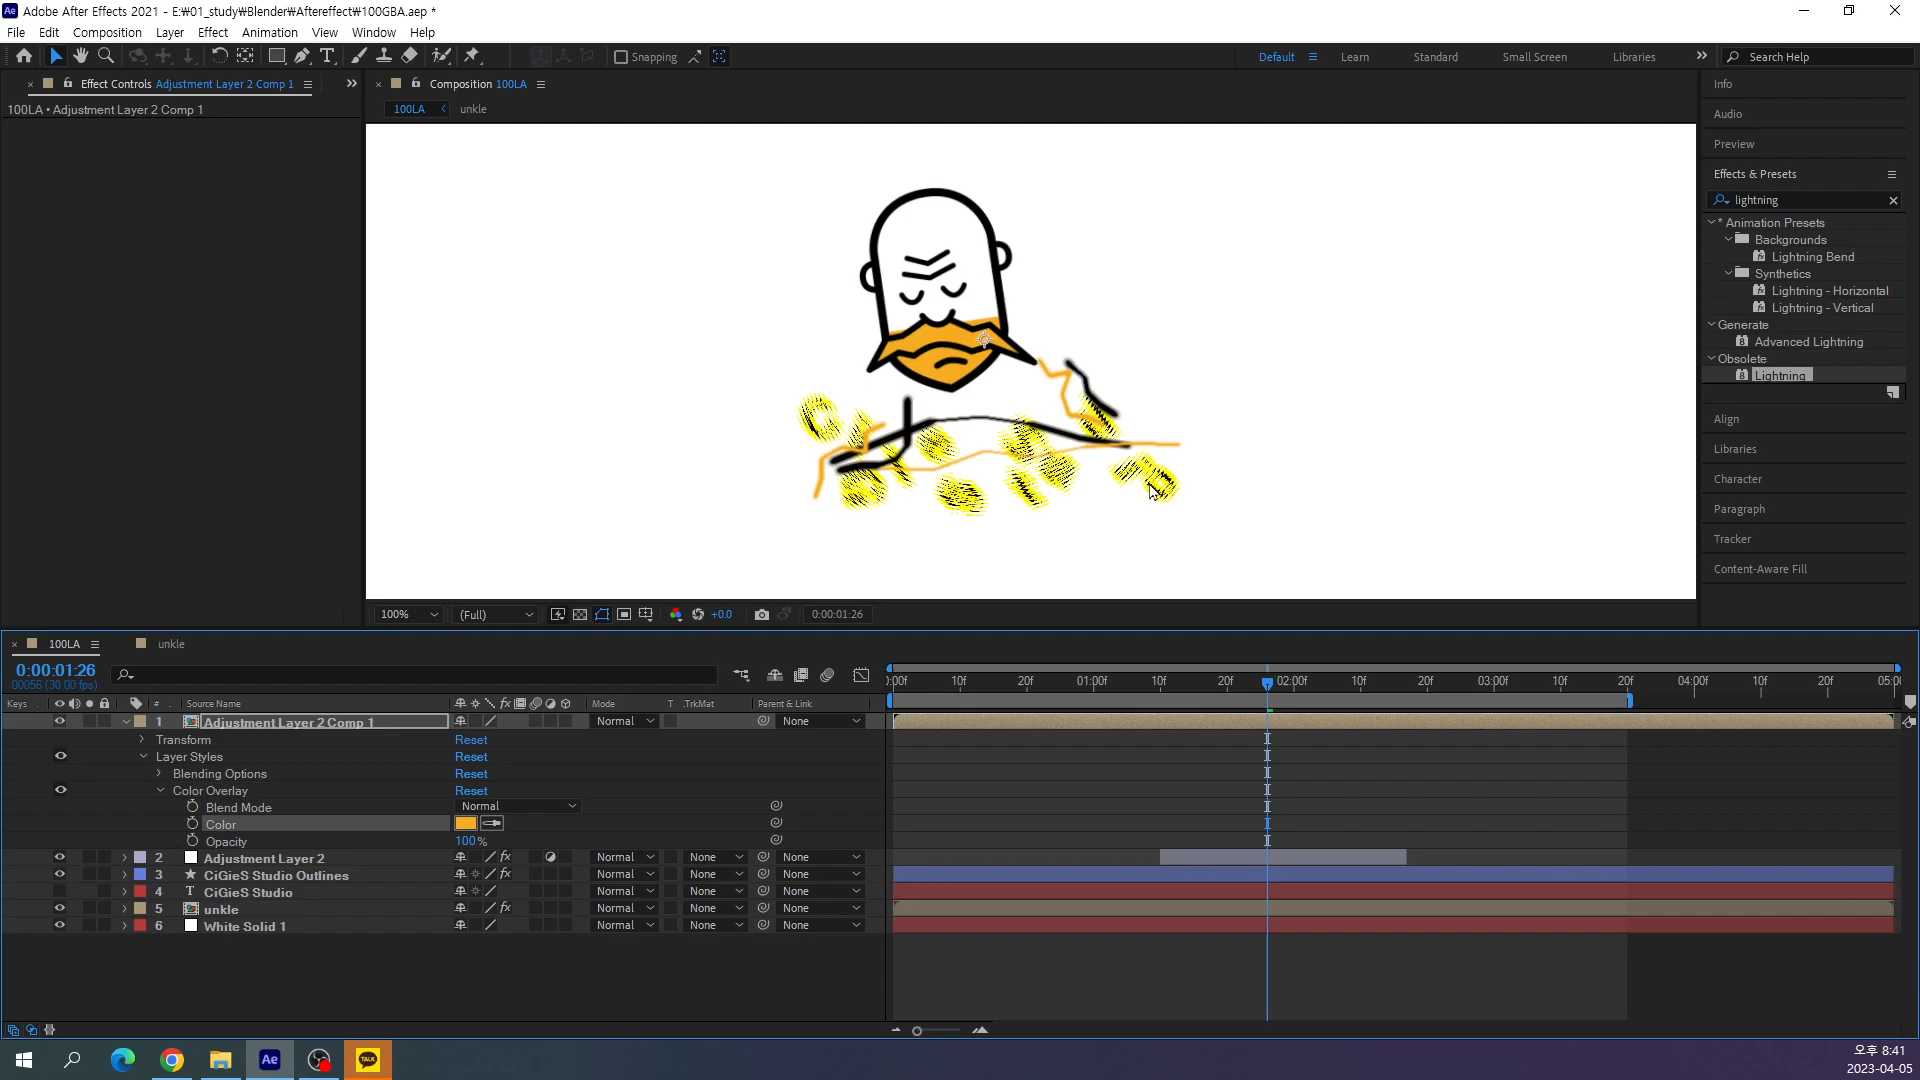 Adobe After Effects 2021 - E:￦01_study￦Blender￦Aftereffect￦100GBA.aep *
File Edit Composition Layer Effect Animation View Window Help
Snapping
Default Learn Standard Small Screen Libraries Search Help
Effect Controls Adjustment Layer 2 Comp 1
100LA • Adjustment Layer 2 Comp 1
Composition 100LA
100LA unkle
Info
Audio
Preview
Effects & Presets
lightning
* Animation Presets
Backgrounds
Lightning Bend
Synthetics
Lightning - Horizontal
Lightning - Vertical
Generate
Advanced Lightning
Obsolete
Lightning
Align
Libraries
Character
Paragraph
Tracker
Content-Aware Fill
100% (Full) +0.0 0:00:01:26
100LA unkle
0:00:01:26
00056 (30.00 fps)
):00f 10f 20f 01:00f 10f 20f 02:00f 10f 20f 03:00f 10f 20f 04:00f 10f 20f 05:00
Keys # Source Name Mode T .TrkMat Parent & Link
1 Adjustment Layer 2 Comp 1 Normal None
Transform Reset
Layer Styles Reset
Blending Options Reset
Color Overlay Reset
Blend Mode Normal
Color
Opacity 100%
2 Adjustment Layer 2 fx Normal None None
3 CiGieS Studio Outlines fx Normal None None
4 T CiGieS Studio Normal None None
5 unkle fx Normal None None
6 White Solid 1 Normal None None
Ae
TALK
오후 8:41
2023-04-05